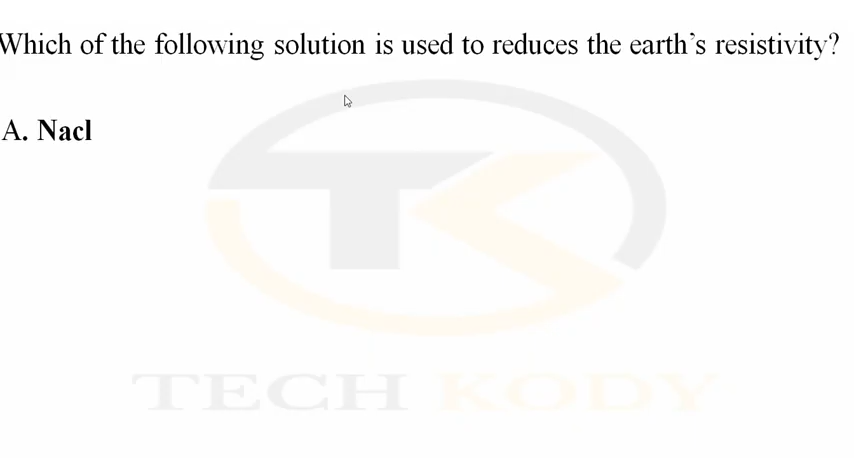 Which of the following solution is used to reduces the earth’s resistivity?
A. Nacl
TECH KODY